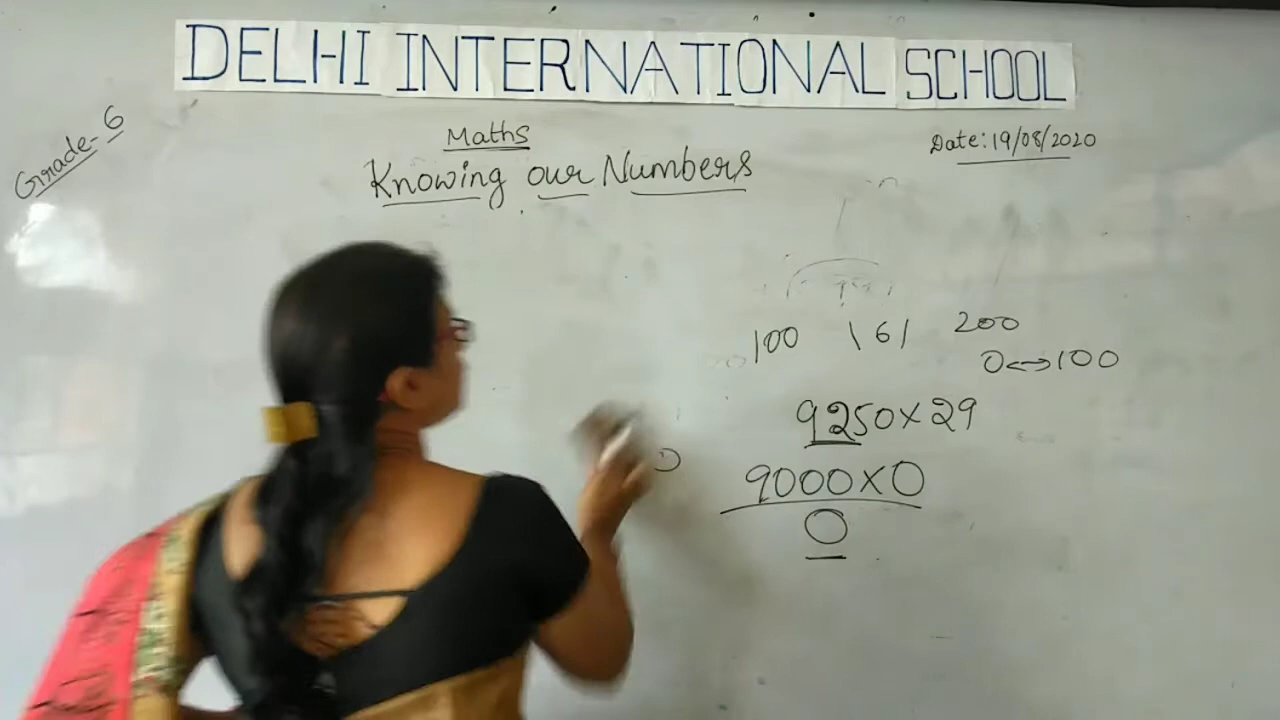 DELHI INTERNATIONAL SCHOOL
Grade-6
Maths
Date: 19/08/2020
Knowing our Numbers
100 161 200
0↔100
9250×29
9000×0
0
0